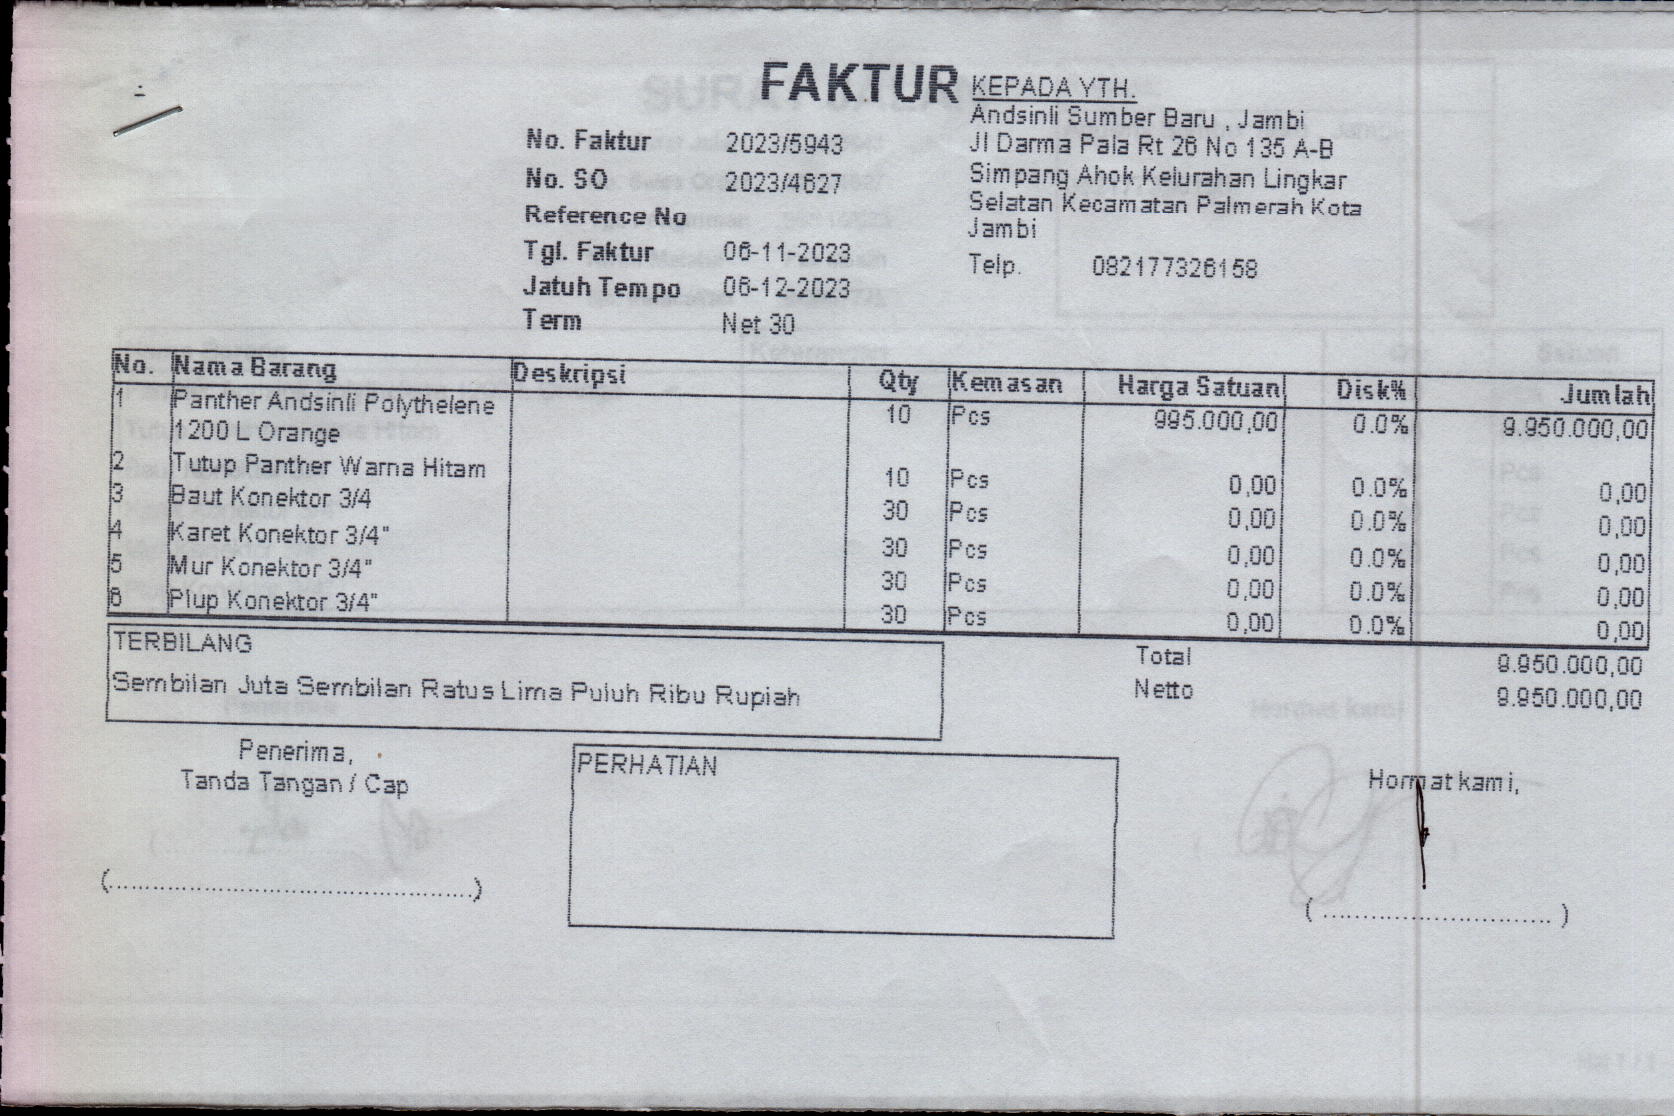 FAKTUR
No. Faktur 2023/5943
No. SO 2023/4627
Reference No
Tgl. Faktur 06-11-2023
Jatuh Tempo 06-12-2023
Term Net 30
KEPADA YTH.
Andsinli Sumber Baru , Jambi
Jl Darma Pala Rt 26 No 135 A-B
Simpang Ahok Kelurahan Lingkar
Selatan Kecamatan Palmerah Kota
Jambi
Telp. 082177326158
No. Nama Barang Deskripsi Qty Kemasan Harga Satuan Disk% Jumlah
1 Panther Andsinli Polythelene 10 Pcs 995.000,00 0.0% 9.950.000,00
1200 L Orange
2 Tutup Panther Warna Hitam 10 Pcs 0,00 0.0% 0,00
3 Baut Konektor 3/4 30 Pcs 0,00 0.0% 0,00
4 Karet Konektor 3/4" 30 Pcs 0,00 0.0% 0,00
5 Mur Konektor 3/4" 30 Pcs 0,00 0.0% 0,00
6 Plup Konektor 3/4" 30 Pcs 0,00 0.0% 0,00
TERBILANG
Sembilan Juta Sembilan Ratus Lima Puluh Ribu Rupiah
Total 9.950.000,00
Netto 9.950.000,00
Penerima,
Tanda Tangan / Cap
(..........................................)
PERHATIAN
Hormat kami,
( ............................. )